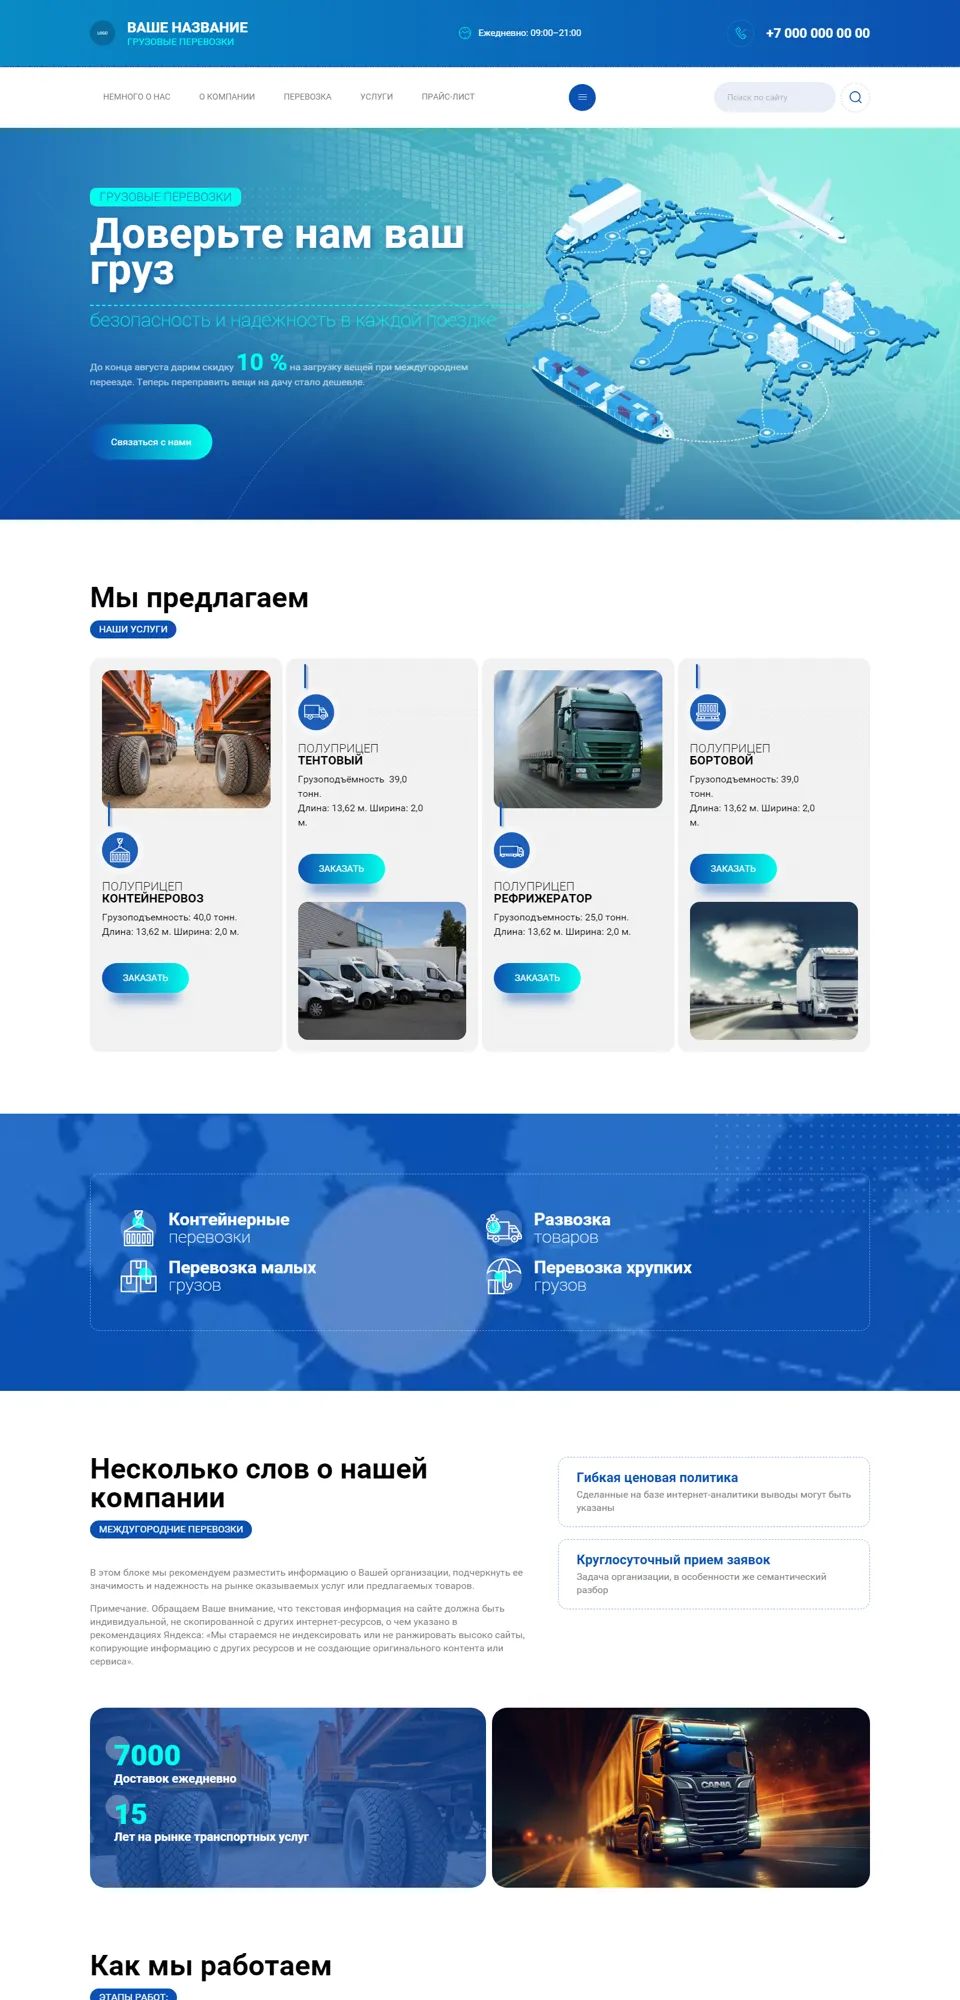 LOGO
ВАШЕ НАЗВАНИЕ
ГРУЗОВЫЕ ПЕРЕВОЗКИ
Ежедневно: 09:00–21:00
+7 000 000 00 00
НЕМНОГО О НАС
О КОМПАНИИ
ПЕРЕВОЗКА
УСЛУГИ
ПРАЙС-ЛИСТ
Поиск по сайту
ГРУЗОВЫЕ ПЕРЕВОЗКИ
Доверьте нам ваш
груз
безопасность и надежность в каждой поездке
До конца августа дарим скидку 10 % на загрузку вещей при междугороднем
переезде. Теперь переправить вещи на дачу стало дешевле.
Связаться с нами
Мы предлагаем
НАШИ УСЛУГИ
ПОЛУПРИЦЕП
КОНТЕЙНЕРОВОЗ
Грузоподъемность: 40,0 тонн.
Длина: 13,62 м. Ширина: 2,0 м.
ЗАКАЗАТЬ
ПОЛУПРИЦЕП
ТЕНТОВЫЙ
Грузоподъёмность 39,0
тонн.
Длина: 13,62 м. Ширина: 2,0
м.
ЗАКАЗАТЬ
ПОЛУПРИЦЕП
РЕФРИЖЕРАТОР
Грузоподъемность: 25,0 тонн.
Длина: 13,62 м. Ширина: 2,0 м.
ЗАКАЗАТЬ
ПОЛУПРИЦЕП
БОРТОВОЙ
Грузоподъемность: 39,0
тонн.
Длина: 13,62 м. Ширина: 2,0
м.
ЗАКАЗАТЬ
Контейнерные
перевозки
Развозка
товаров
Перевозка малых
грузов
Перевозка хрупких
грузов
Несколько слов о нашей
компании
МЕЖДУГОРОДНИЕ ПЕРЕВОЗКИ
В этом блоке мы рекомендуем разместить информацию о Вашей организации, подчеркнуть ее
значимость и надежность на рынке оказываемых услуг или предлагаемых товаров.
Примечание. Обращаем Ваше внимание, что текстовая информация на сайте должна быть
индивидуальной, не скопированной с других интернет-ресурсов, о чем указано в
рекомендациях Яндекса: «Мы стараемся не индексировать или не ранжировать высоко сайты,
копирующие информацию с других ресурсов и не создающие оригинального контента или
сервиса».
Гибкая ценовая политика
Сделанные на базе интернет-аналитики выводы могут быть
указаны
Круглосуточный прием заявок
Задача организации, в особенности же семантический
разбор
7000
Доставок ежедневно
15
Лет на рынке транспортных услуг
Как мы работаем
ЭТАПЫ РАБОТ: